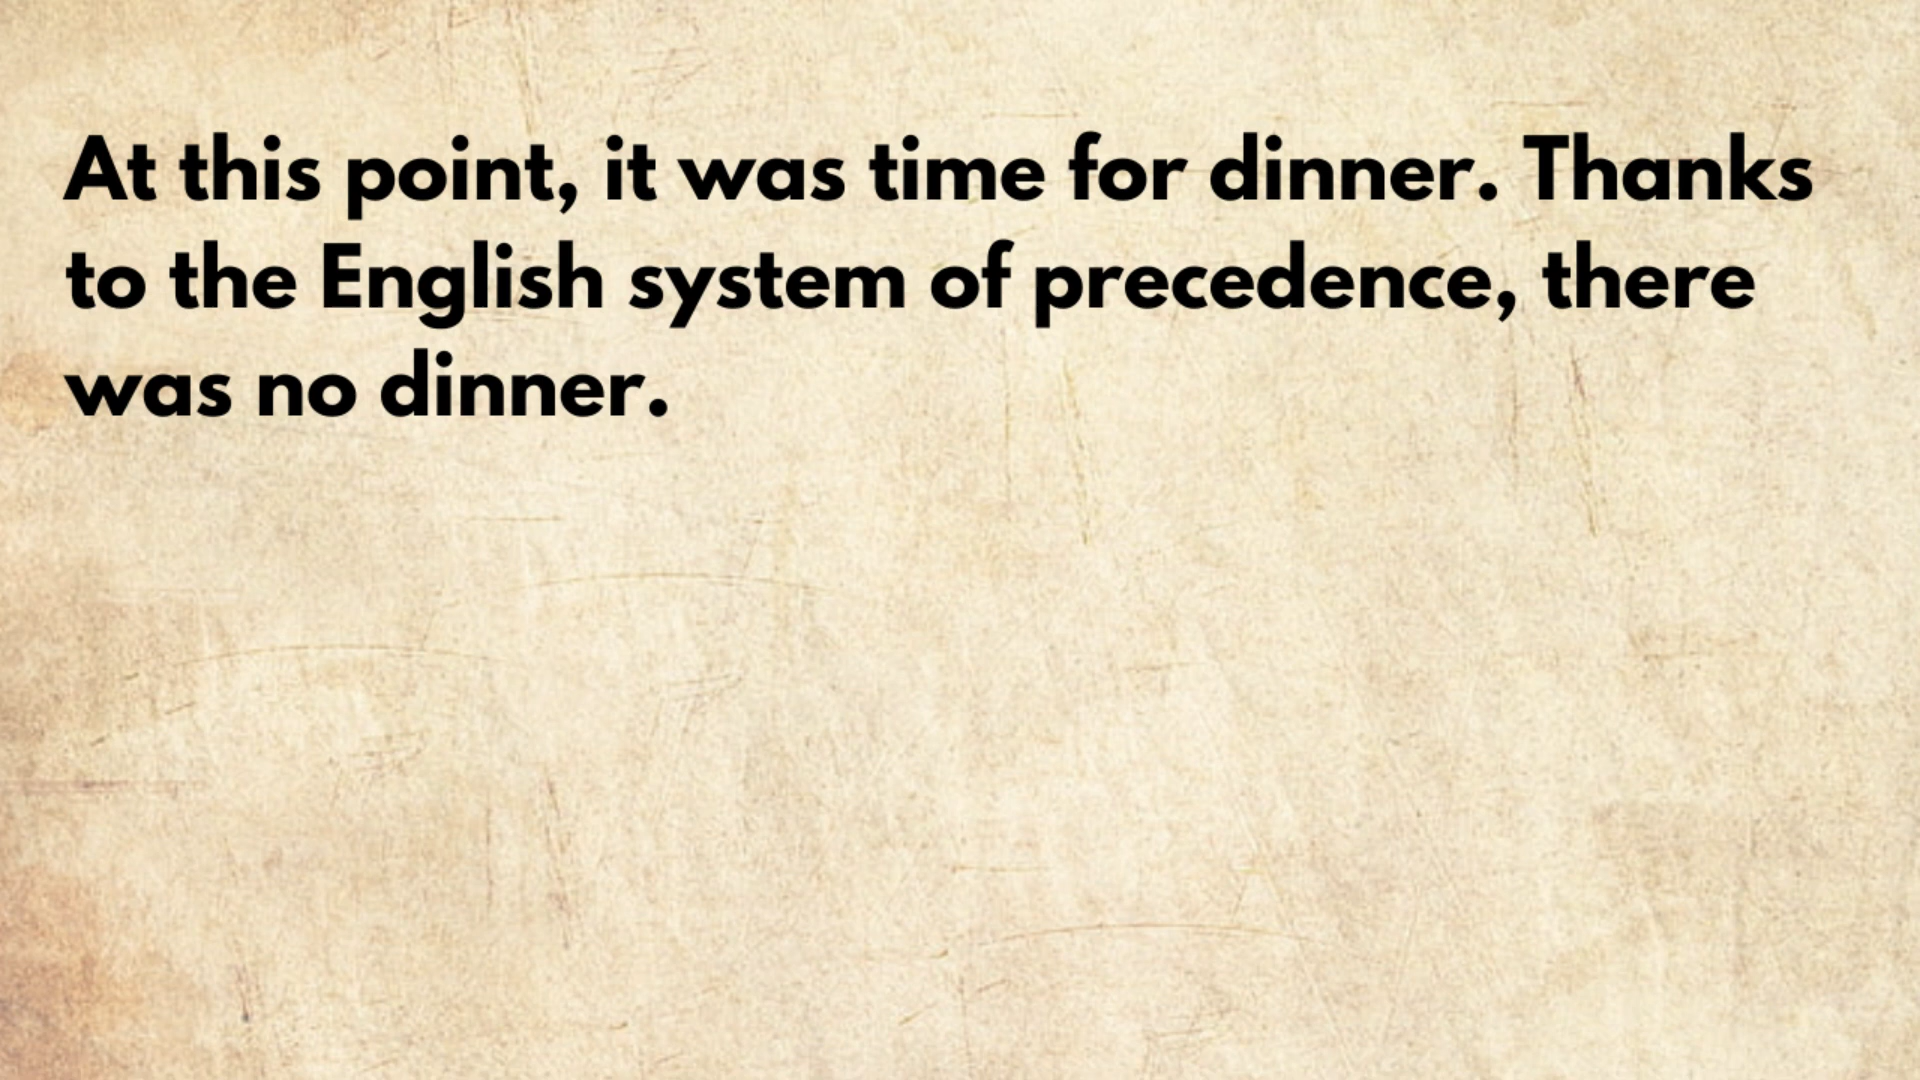 At this point, it was time for dinner. Thanks
to the English system of precedence, there
was no dinner.